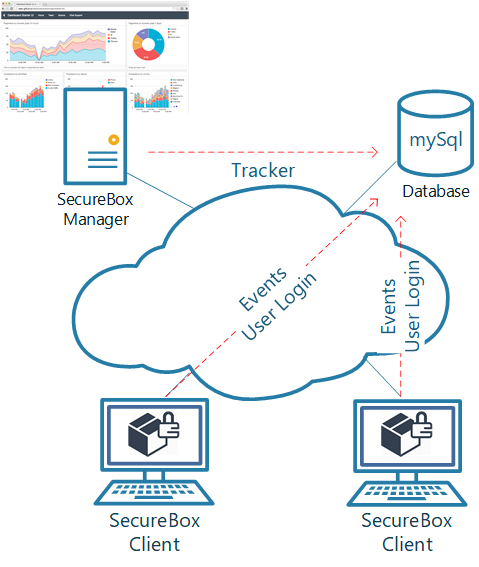 Tracker
mySql
Database
SecureBox
Manager
Events
User Login
Events
User Login
SecureBox
Client
SecureBox
Client